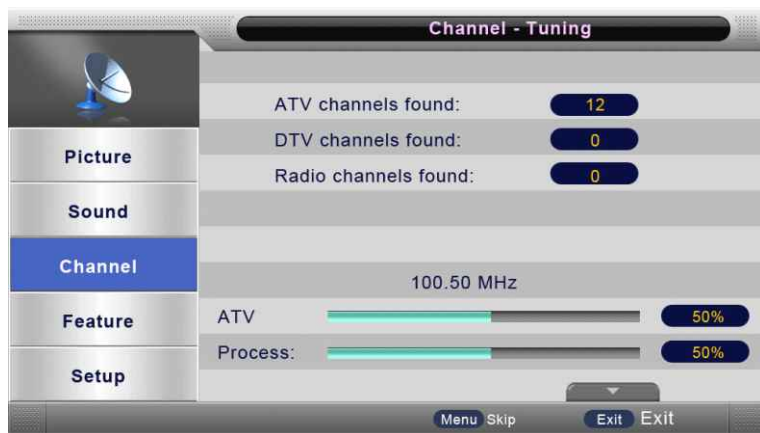 Channel - Tuning
ATV channels found: 12
DTV channels found: 0
Radio channels found: 0
Picture
Sound
Channel
Feature
Setup
100.50 MHz
ATV 50%
Process: 50%
Menu Skip Exit Exit